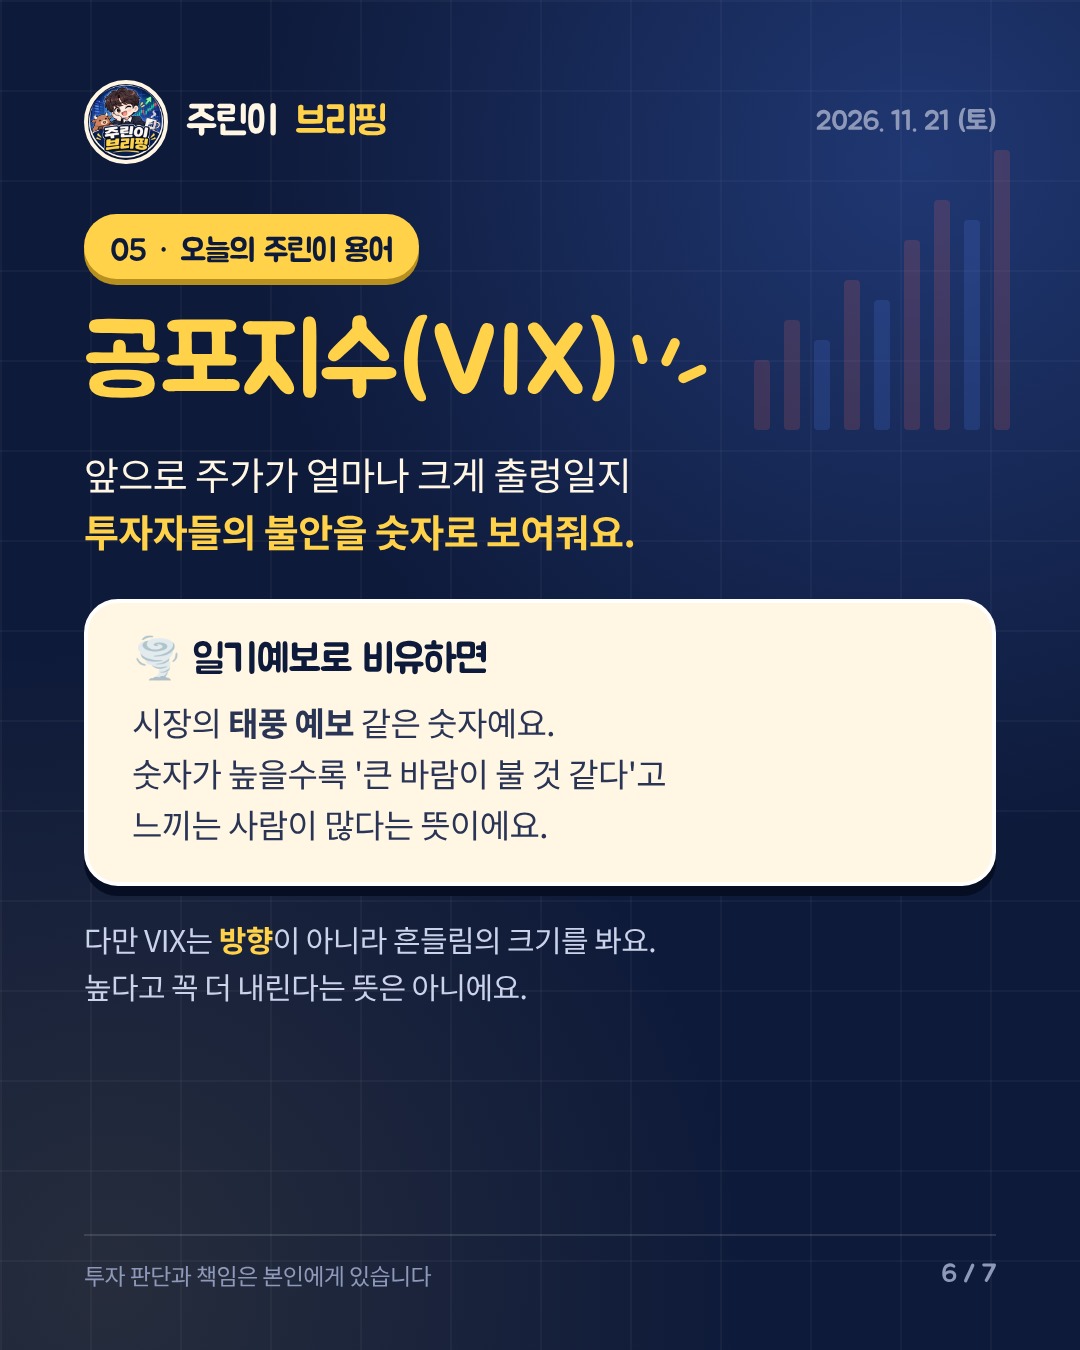 주린이 브리핑
주린이 브리핑
2026. 11. 21 (토)
05 · 오늘의 주린이 용어
공포지수(VIX)
앞으로 주가가 얼마나 크게 출렁일지
투자자들의 불안을 숫자로 보여줘요.
일기예보로 비유하면
시장의 태풍 예보 같은 숫자예요.
숫자가 높을수록 '큰 바람이 불 것 같다'고
느끼는 사람이 많다는 뜻이에요.
다만 VIX는 방향이 아니라 흔들림의 크기를 봐요.
높다고 꼭 더 내린다는 뜻은 아니에요.
투자 판단과 책임은 본인에게 있습니다
6 / 7